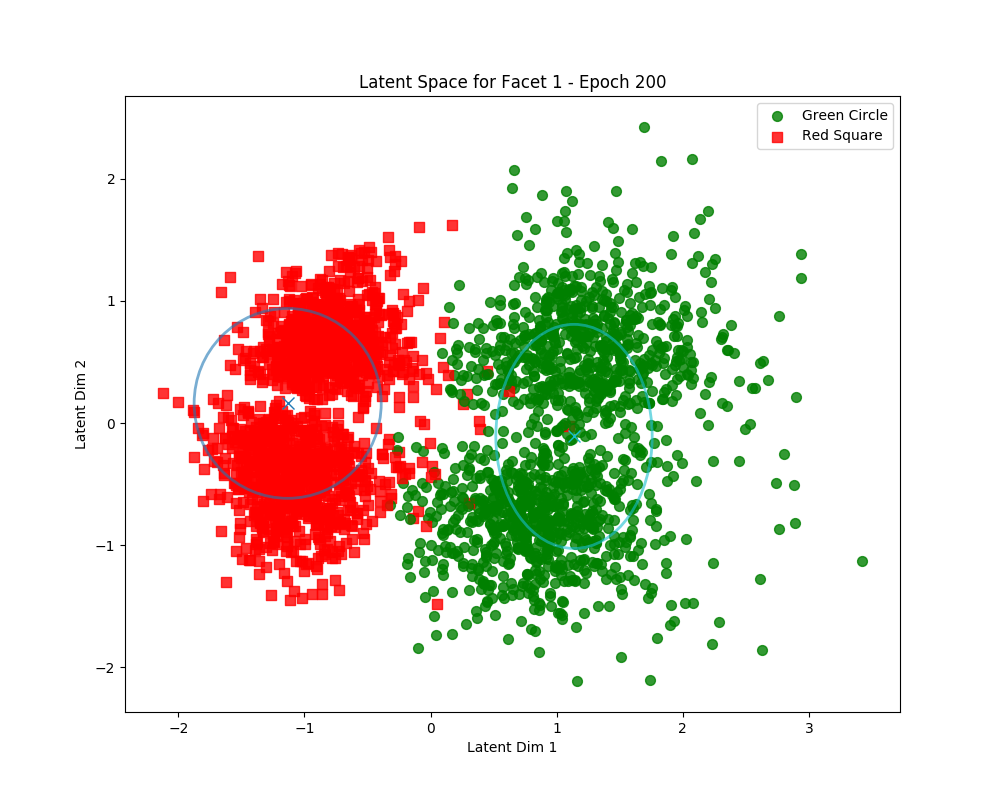 Latent Space for Facet 1 - Epoch 200
Green Circle
Red Square
Latent Dim 2
2
1
0
−1
−2
−2
−1
0
1
2
3
Latent Dim 1